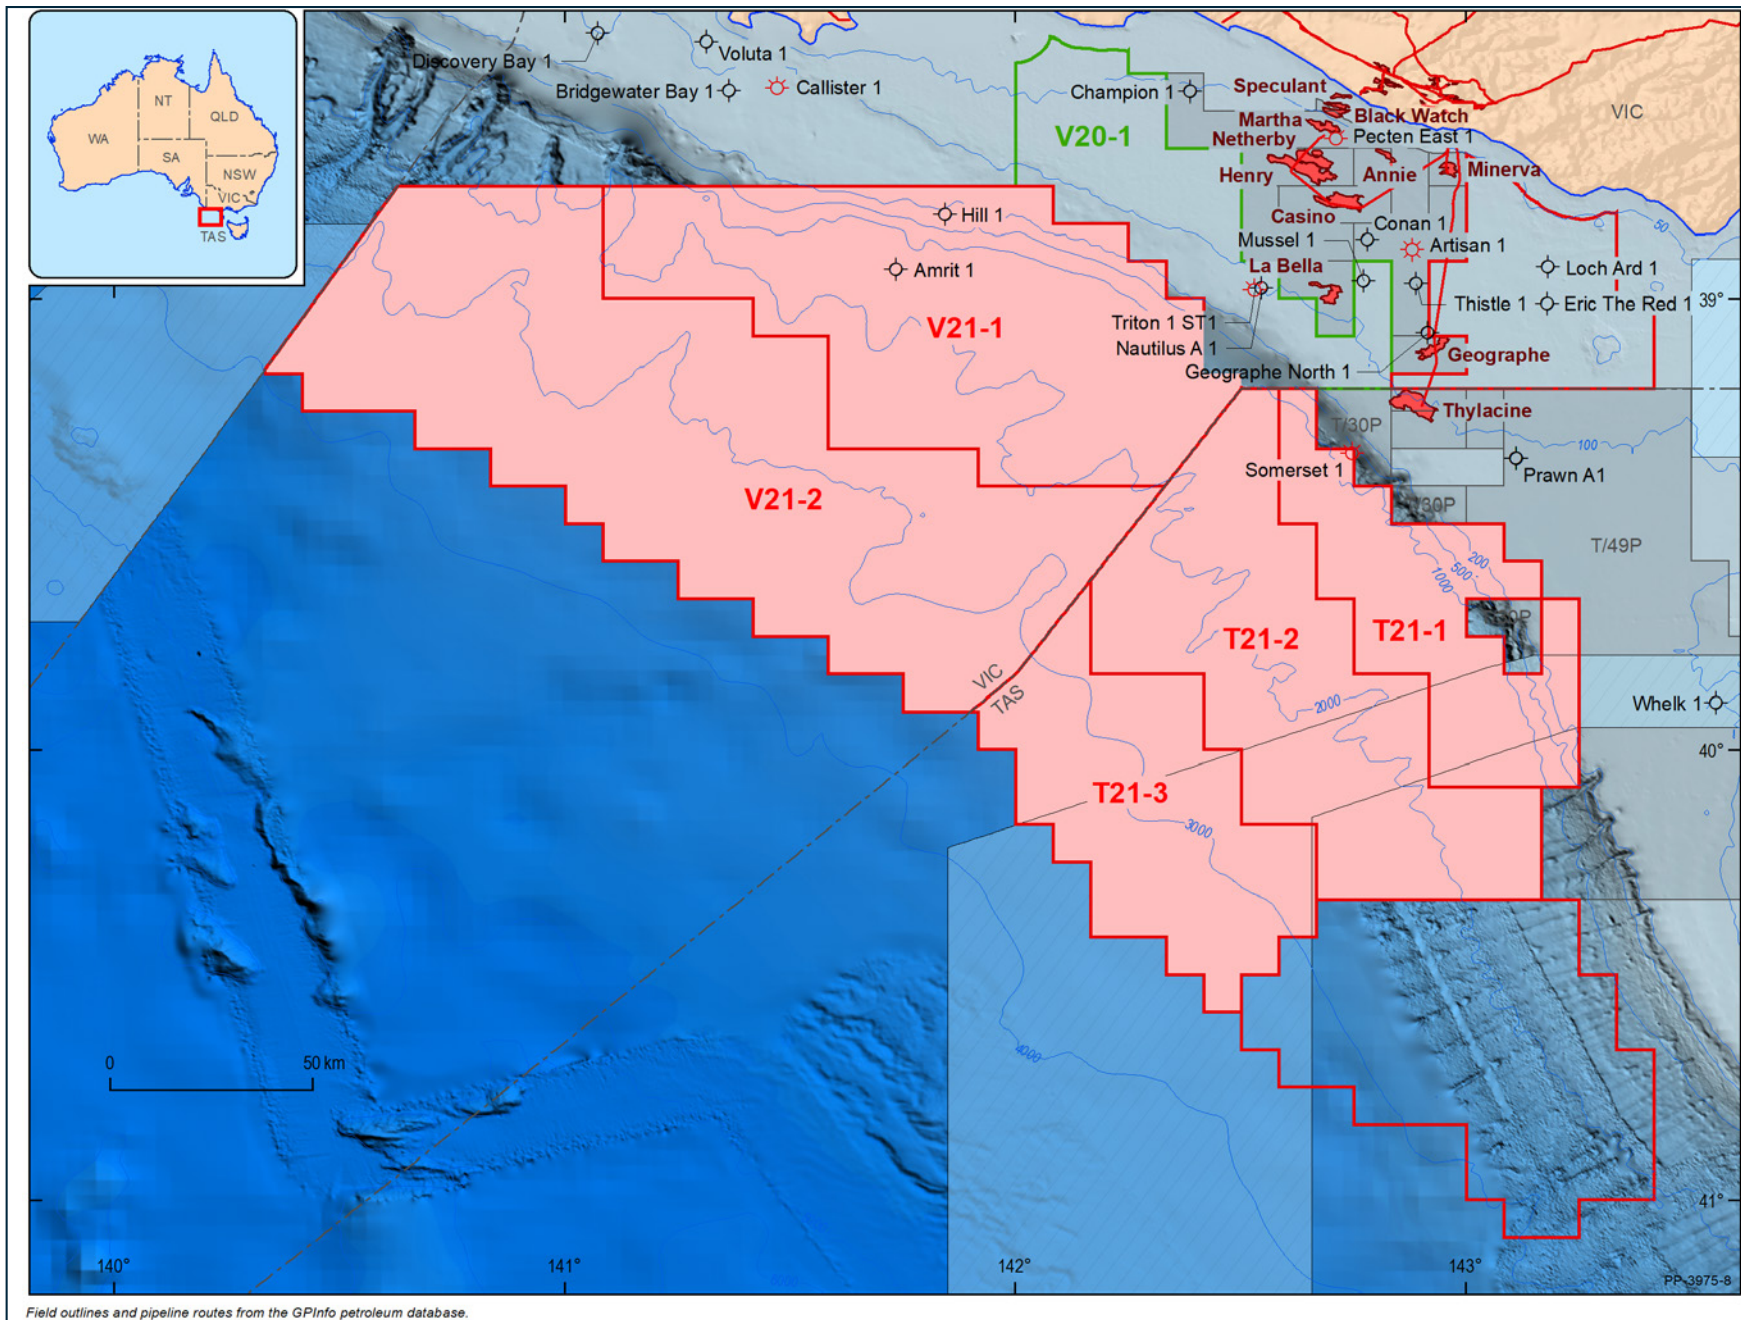 NT
WA
QLD
SA
NSW
VIC
TAS
Discovery Bay 1
Voluta 1
Bridgewater Bay 1
Callister 1
Champion 1
V20-1
Speculant
Black Watch
Martha
Pecten East 1
Netherby
Henry
Annie
Minerva
VIC
Casino
Conan 1
Mussel 1
Artisan 1
La Bella
Loch Ard 1
Thistle 1
Eric The Red 1
Triton 1 ST1
Nautilus A 1
Geographe
Geographe North 1
Thylacine
50
39°
100
Hill 1
Amrit 1
V21-1
V21-2
T/30P
Somerset 1
Prawn A1
T/49P
200
500
1000
T21-2
T21-1
VIC
TAS
2000
Whelk 1
40°
T21-3
3000
4000
0
50 km
41°
140°
141°
142°
143°
PP-3975-8
Field outlines and pipeline routes from the GPInfo petroleum database.